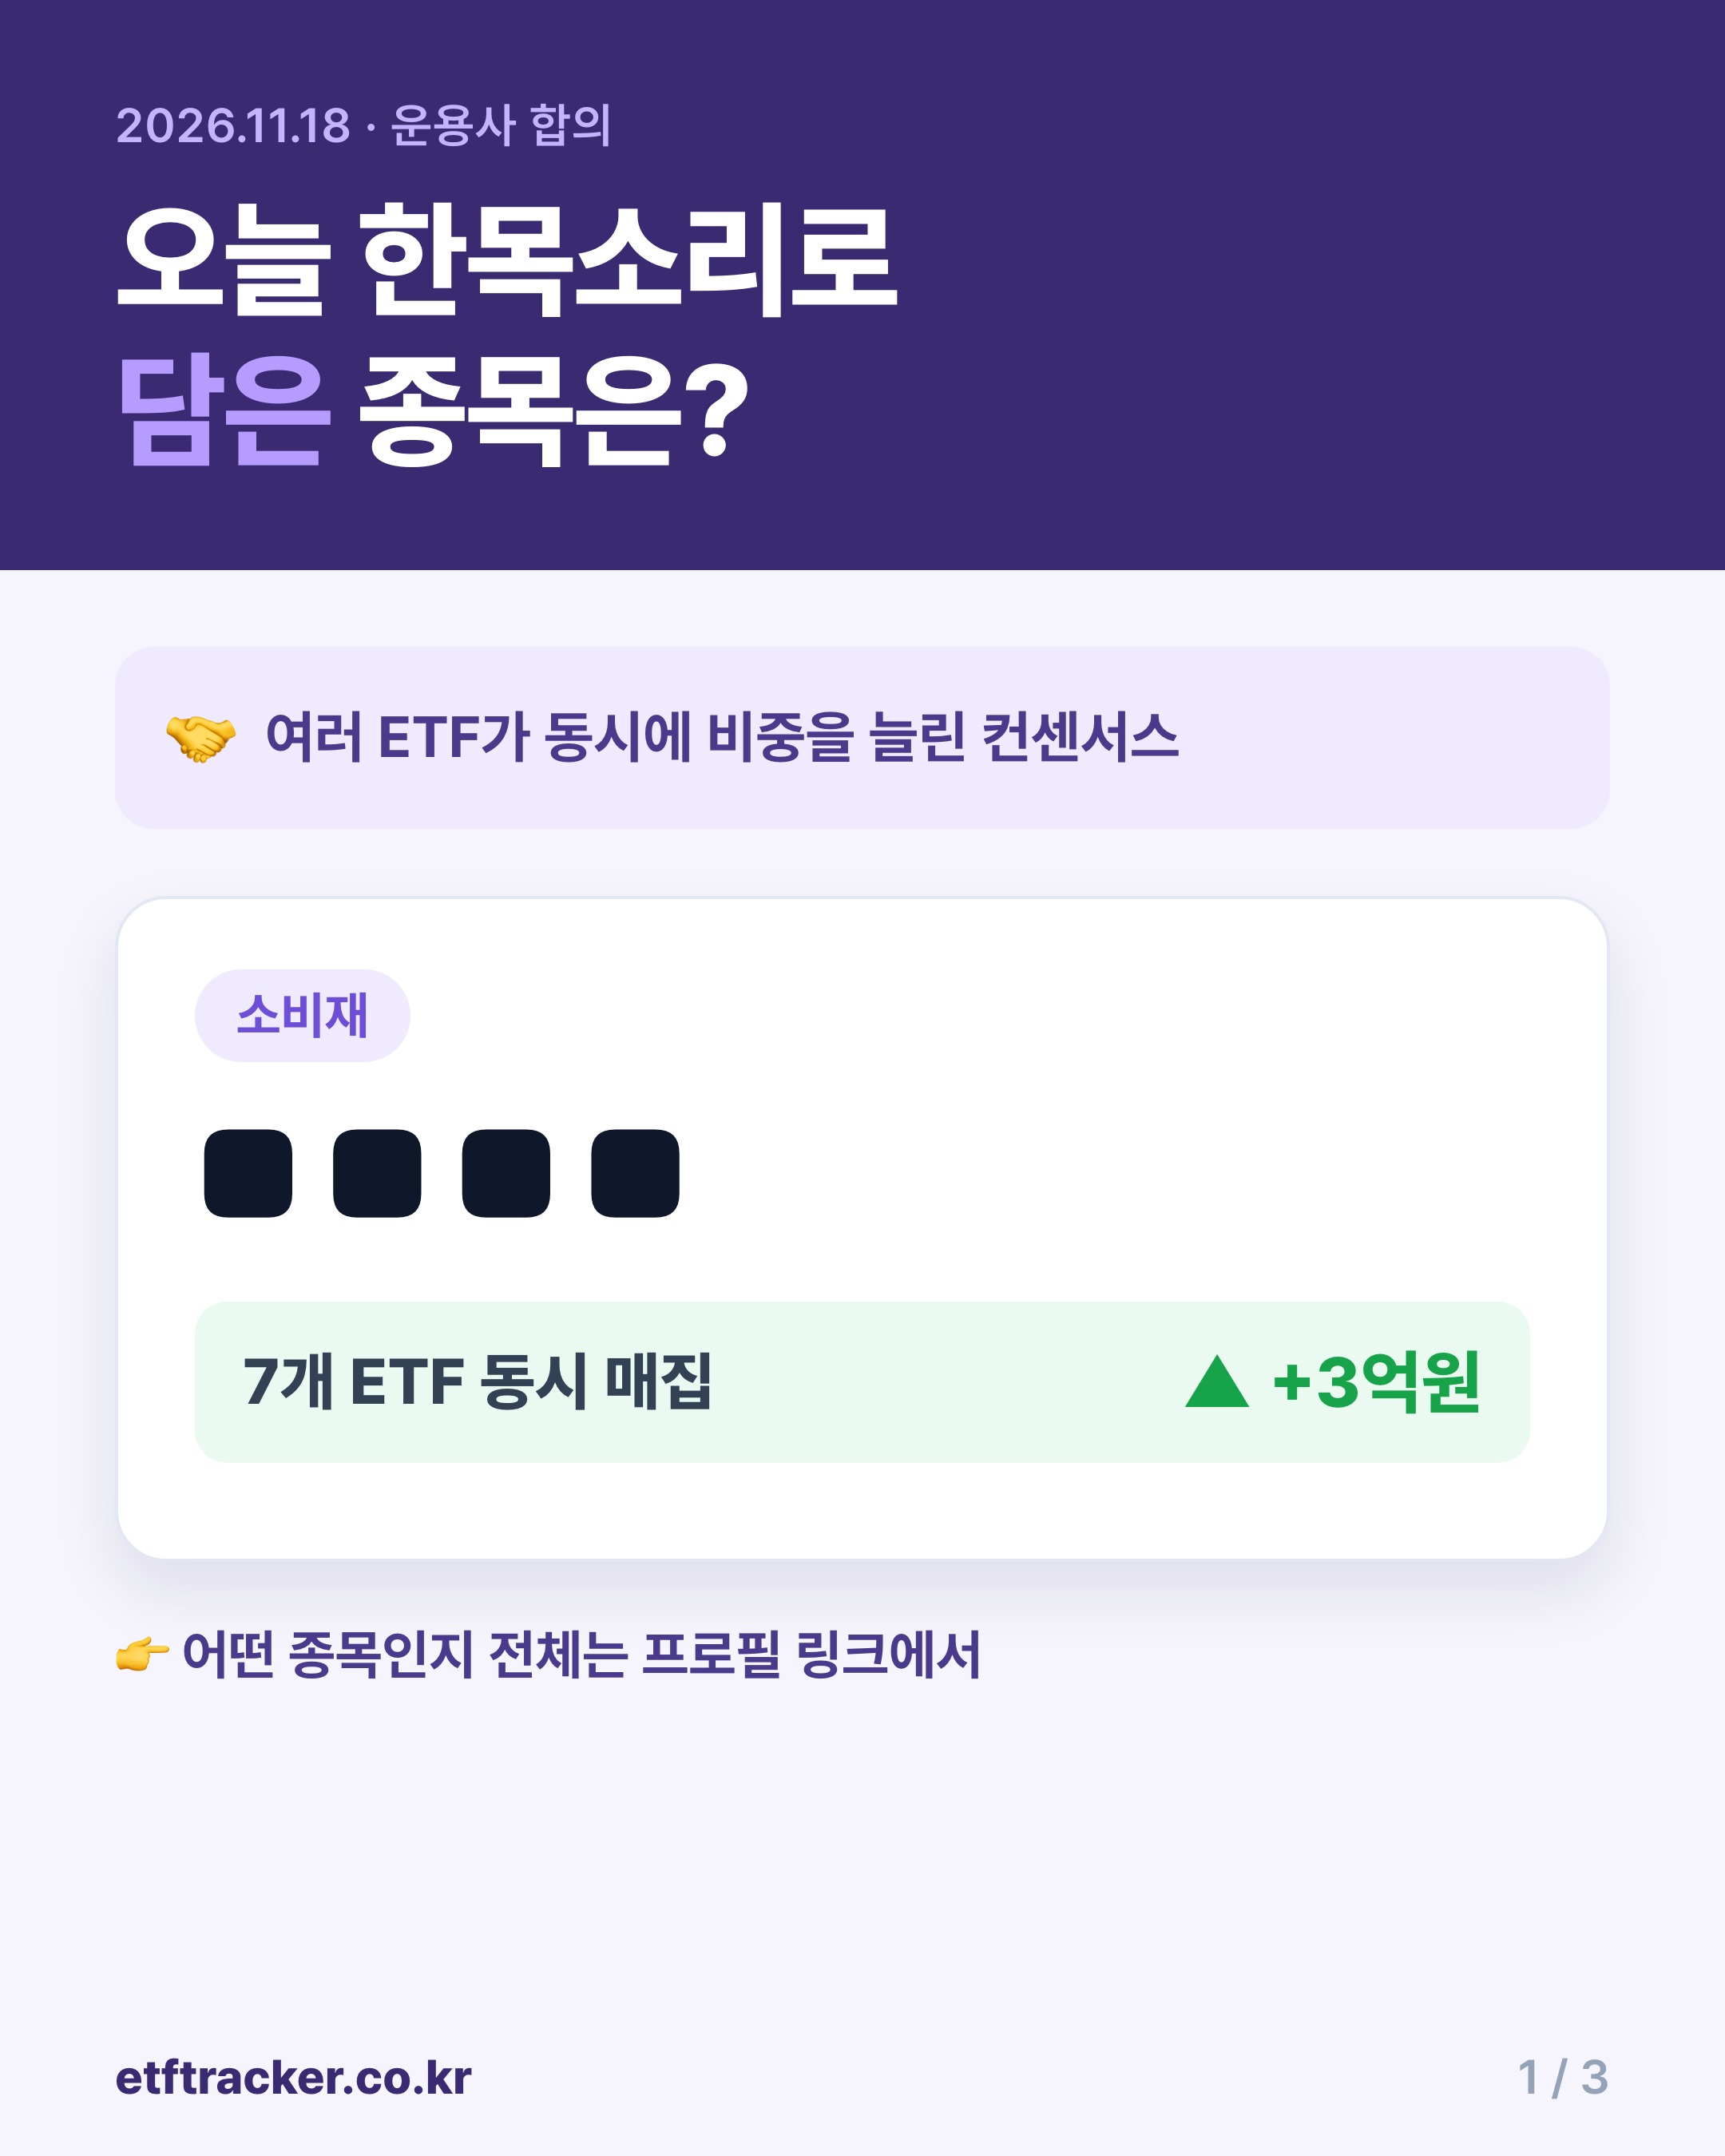 2026.11.18 · 운용사 합의
오늘 한목소리로
담은 종목은?
🤝 여러 ETF가 동시에 비중을 늘린 컨센서스
소비재
■ ■ ■ ■
7개 ETF 동시 매집 ▲ +3억원
👉 어떤 종목인지 전체는 프로필 링크에서
etftracker.co.kr 1 / 3